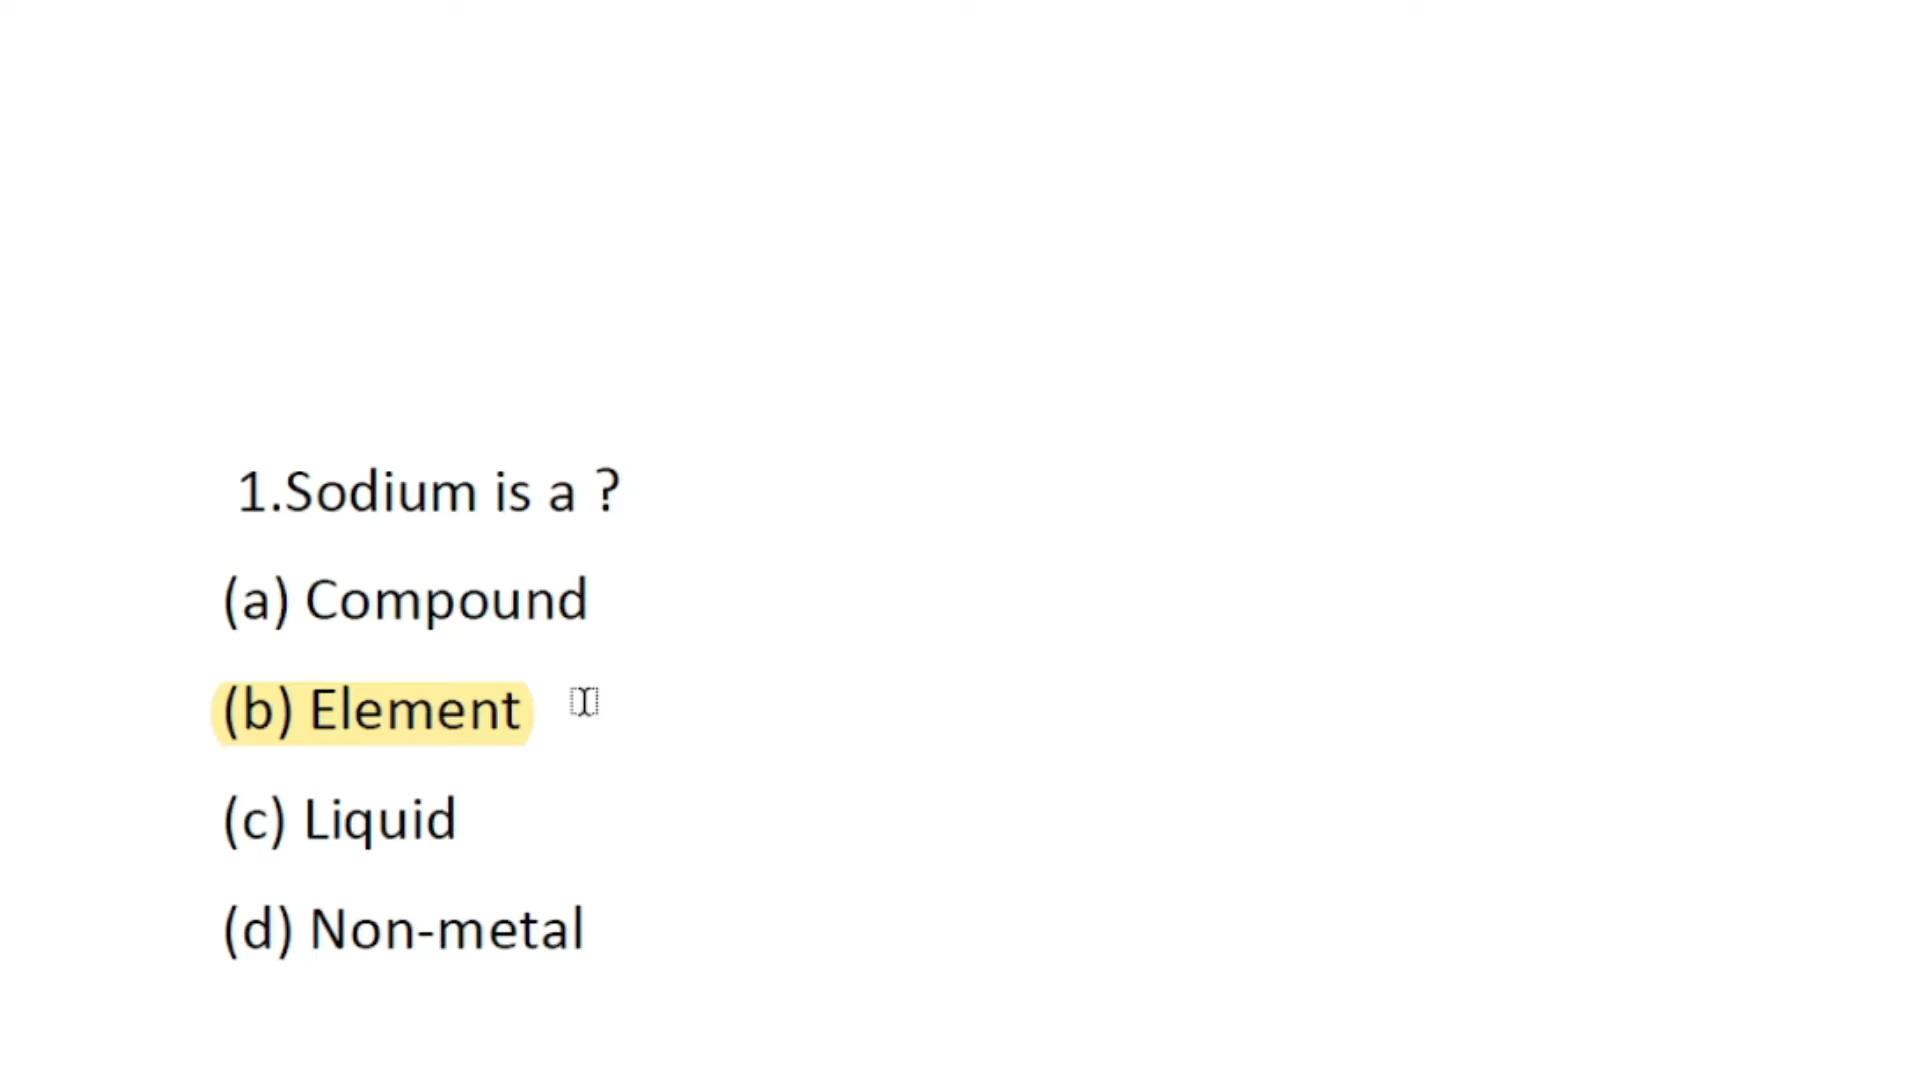 1.Sodium is a ?
(a) Compound
(b) Element
(c) Liquid
(d) Non-metal